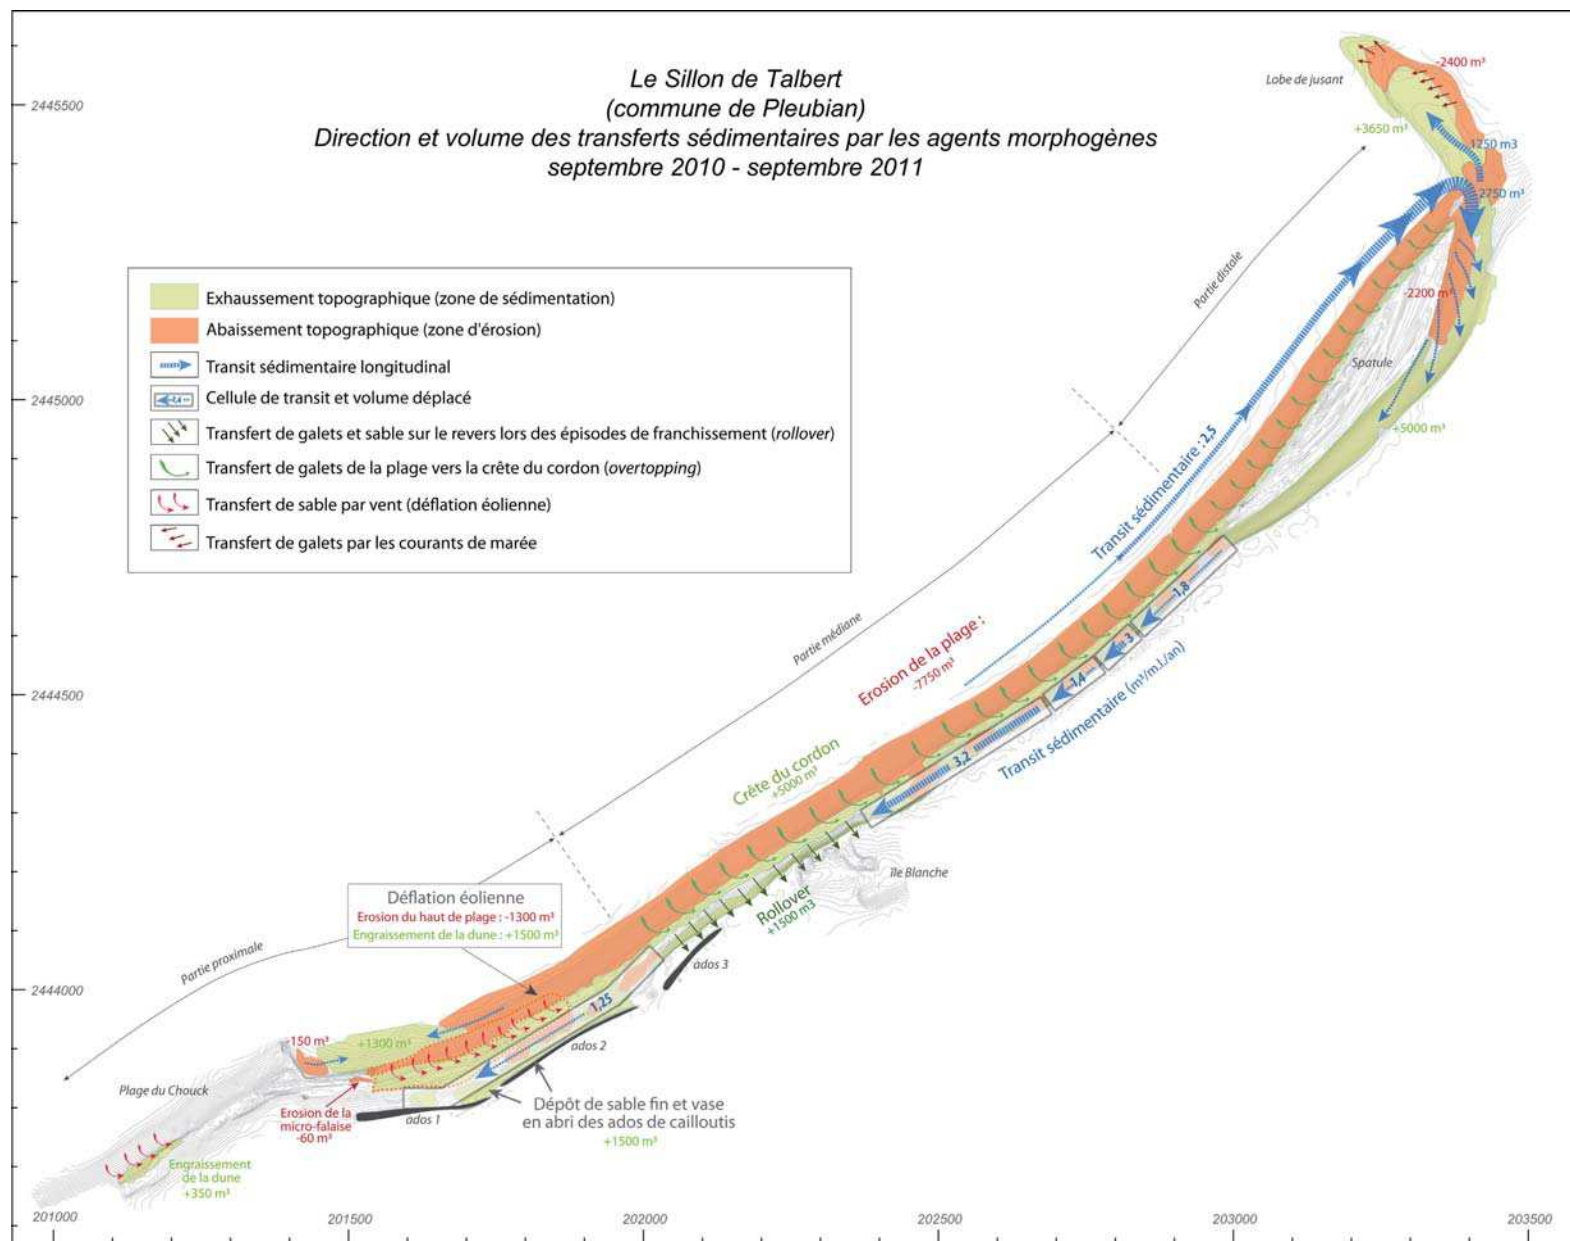 Le Sillon de Talbert
(commune de Pleubian)
Direction et volume des transferts sédimentaires par les agents morphogènes
septembre 2010 - septembre 2011
2445500
2445000
2444500
2444000
Exhaussement topographique (zone de sédimentation)
Abaissement topographique (zone d'érosion)
Transit sédimentaire longitudinal
1,4
Cellule de transit et volume déplacé
Transfert de galets et sable sur le revers lors des épisodes de franchissement (rollover)
Transfert de galets de la plage vers la crête du cordon (overtopping)
Transfert de sable par vent (déflation éolienne)
Transfert de galets par les courants de marée
Lobe de jusant
-2400 m³
+3650 m³
1250 m3
2750 m³
Partie distale
-2200 m³
Spatule
+5000 m³
Transit sédimentaire : 2,5
1,8
3
1,4
3,2
Transit sédimentaire (m³/m.l./an)
Partie médiane
Erosion de la plage :
-7750 m³
Crête du cordon
+5000 m³
île Blanche
Rollover
+1500 m3
Déflation éolienne
Erosion du haut de plage : -1300 m³
Engraissement de la dune : +1500 m³
Partie proximale
ados 3
1,25
ados 2
-150 m³
+1300 m³
Plage du Chouck
Erosion de la
micro-falaise
-60 m³
ados 1
Dépôt de sable fin et vase
en abri des ados de cailloutis
+1500 m³
Engraissement
de la dune
+350 m³
201000
201500
202000
202500
203000
203500